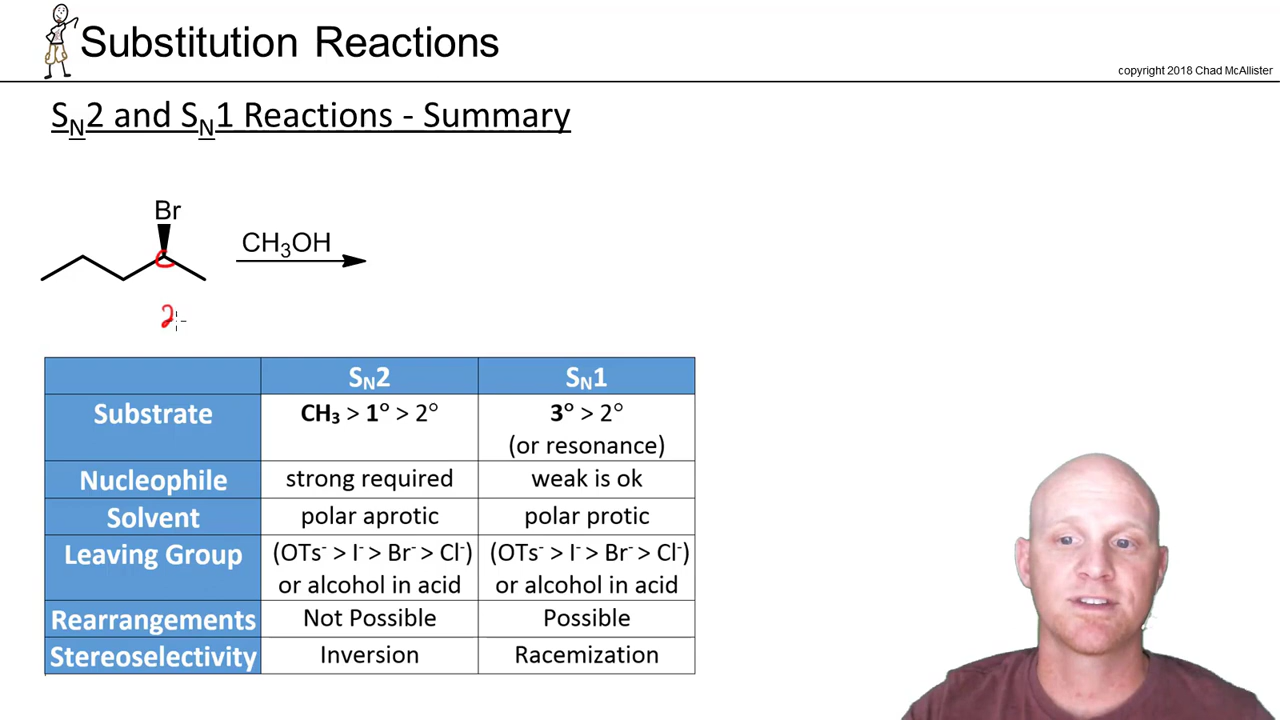 Substitution Reactions
copyright 2018 Chad McAllister
SN2 and SN1 Reactions - Summary
Br
CH3OH
2
SN2 SN1
Substrate CH3 > 1° > 2° 3° > 2°
(or resonance)
Nucleophile strong required weak is ok
Solvent polar aprotic polar protic
Leaving Group (OTs- > I- > Br- > Cl-) (OTs- > I- > Br- > Cl-)
or alcohol in acid or alcohol in acid
Rearrangements Not Possible Possible
Stereoselectivity Inversion Racemization